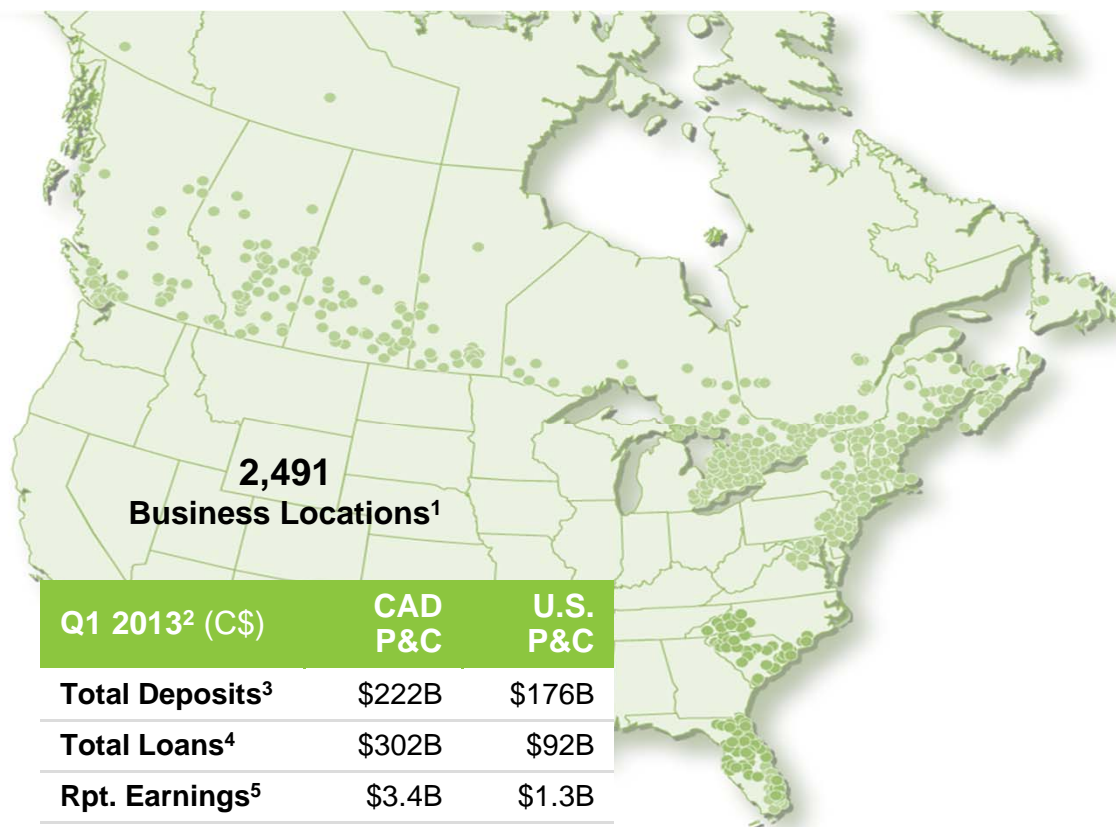 2,491
Business Locations¹
Q1 2013² (C$) CAD P&C U.S. P&C
Total Deposits³ $222B $176B
Total Loans⁴ $302B $92B
Rpt. Earnings⁵ $3.4B $1.3B